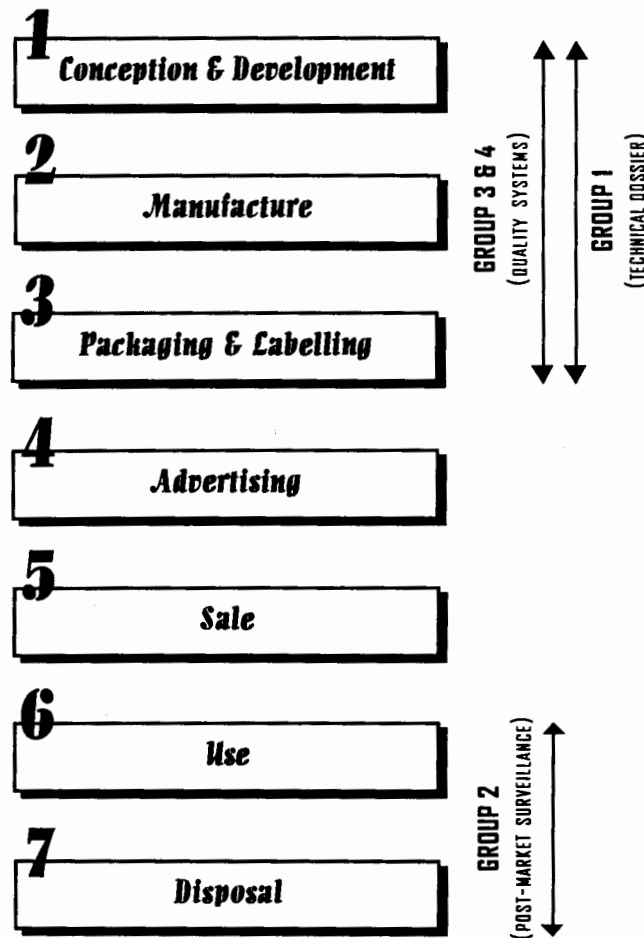 1
Conception & Development
2
Manufacture
3
Packaging & Labelling
4
Advertising
5
Sale
6
Use
7
Disposal
GROUP 3 & 4
(QUALITY SYSTEMS)
GROUP 1
(TECHNICAL DOSSIER)
GROUP 2
(POST-MARKET SURVEILLANCE)